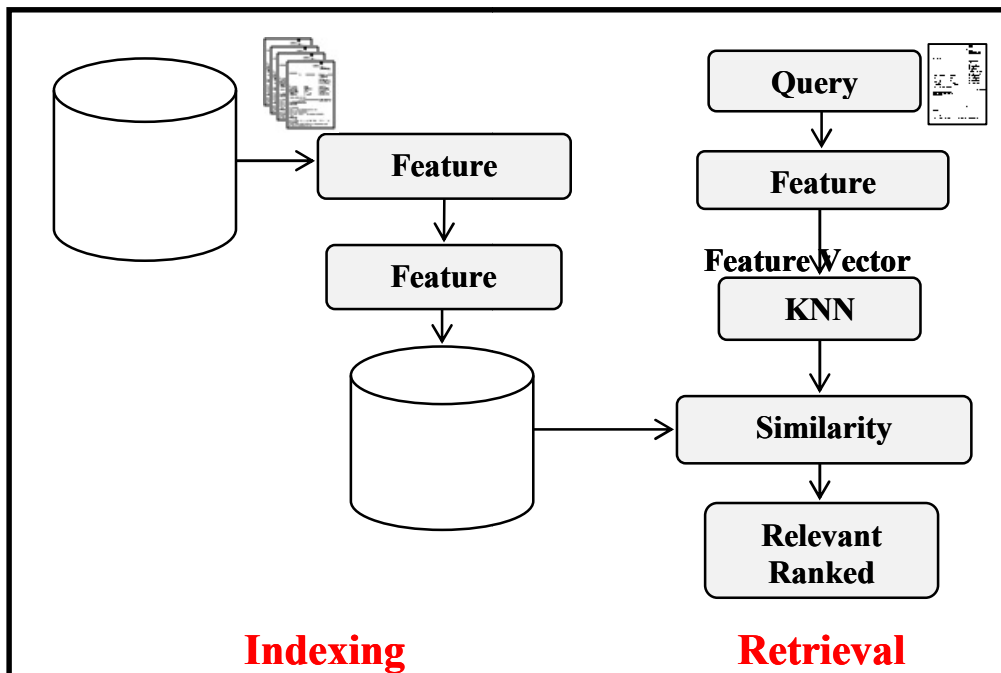 Query
Feature
Feature
Feature
Feature Vector
KNN
Similarity
Relevant
Ranked
Indexing
Retrieval